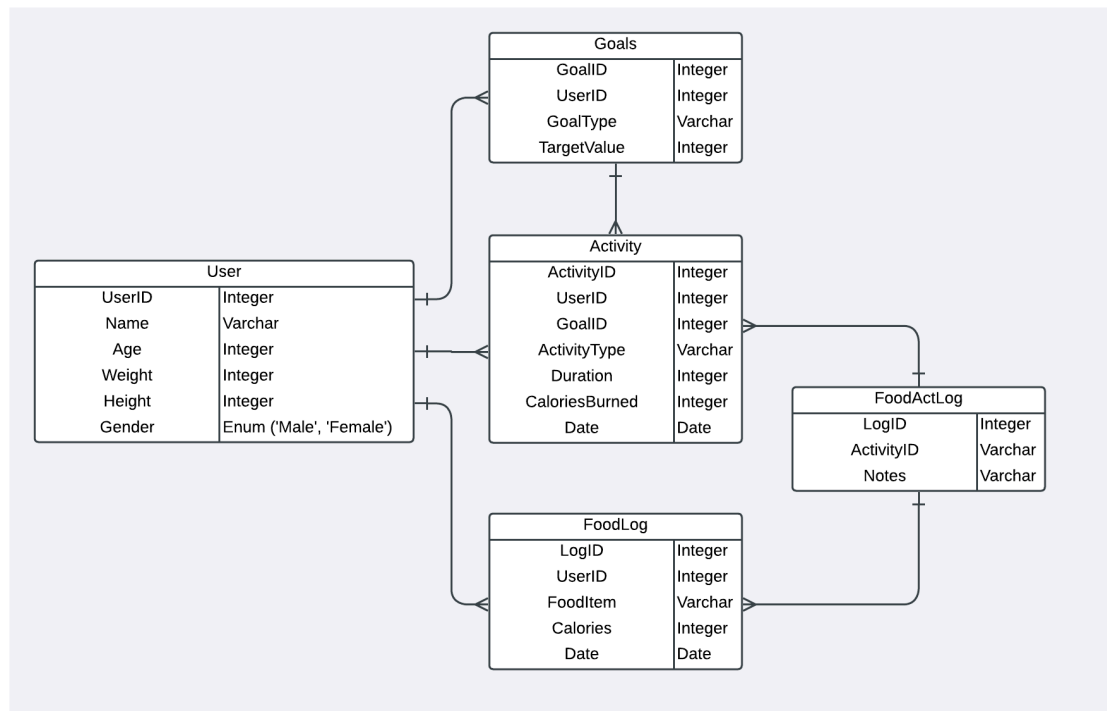 Goals
GoalID Integer
UserID Integer
GoalType Varchar
TargetValue Integer
User
UserID Integer
Name Varchar
Age Integer
Weight Integer
Height Integer
Gender Enum ('Male', 'Female')
Activity
ActivityID Integer
UserID Integer
GoalID Integer
ActivityType Varchar
Duration Integer
CaloriesBurned Integer
Date Date
FoodActLog
LogID Integer
ActivityID Varchar
Notes Varchar
FoodLog
LogID Integer
UserID Integer
FoodItem Varchar
Calories Integer
Date Date